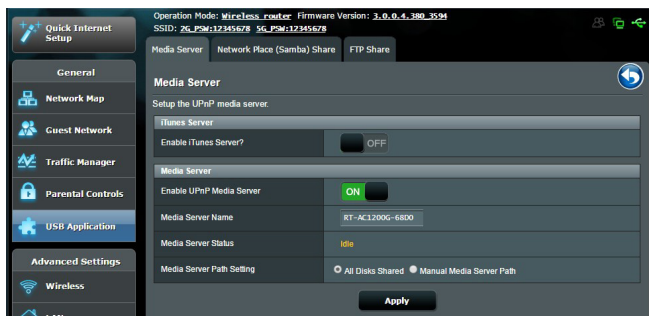 Operation Mode: Wireless router Firmware Version: 3.0.0.4.380_3594
SSID: 2G_PSW:12345678 5G_PSW:12345678
Quick Internet
Setup
Media Server Network Place (Samba) Share FTP Share
General
Network Map
Guest Network
Traffic Manager
Parental Controls
USB Application
Advanced Settings
Wireless
Media Server
Setup the UPnP media server.
iTunes Server
Enable iTunes Server? OFF
Media Server
Enable UPnP Media Server ON
Media Server Name RT-AC1200G-68D0
Media Server Status Idle
Media Server Path Setting All Disks Shared Manual Media Server Path
Apply